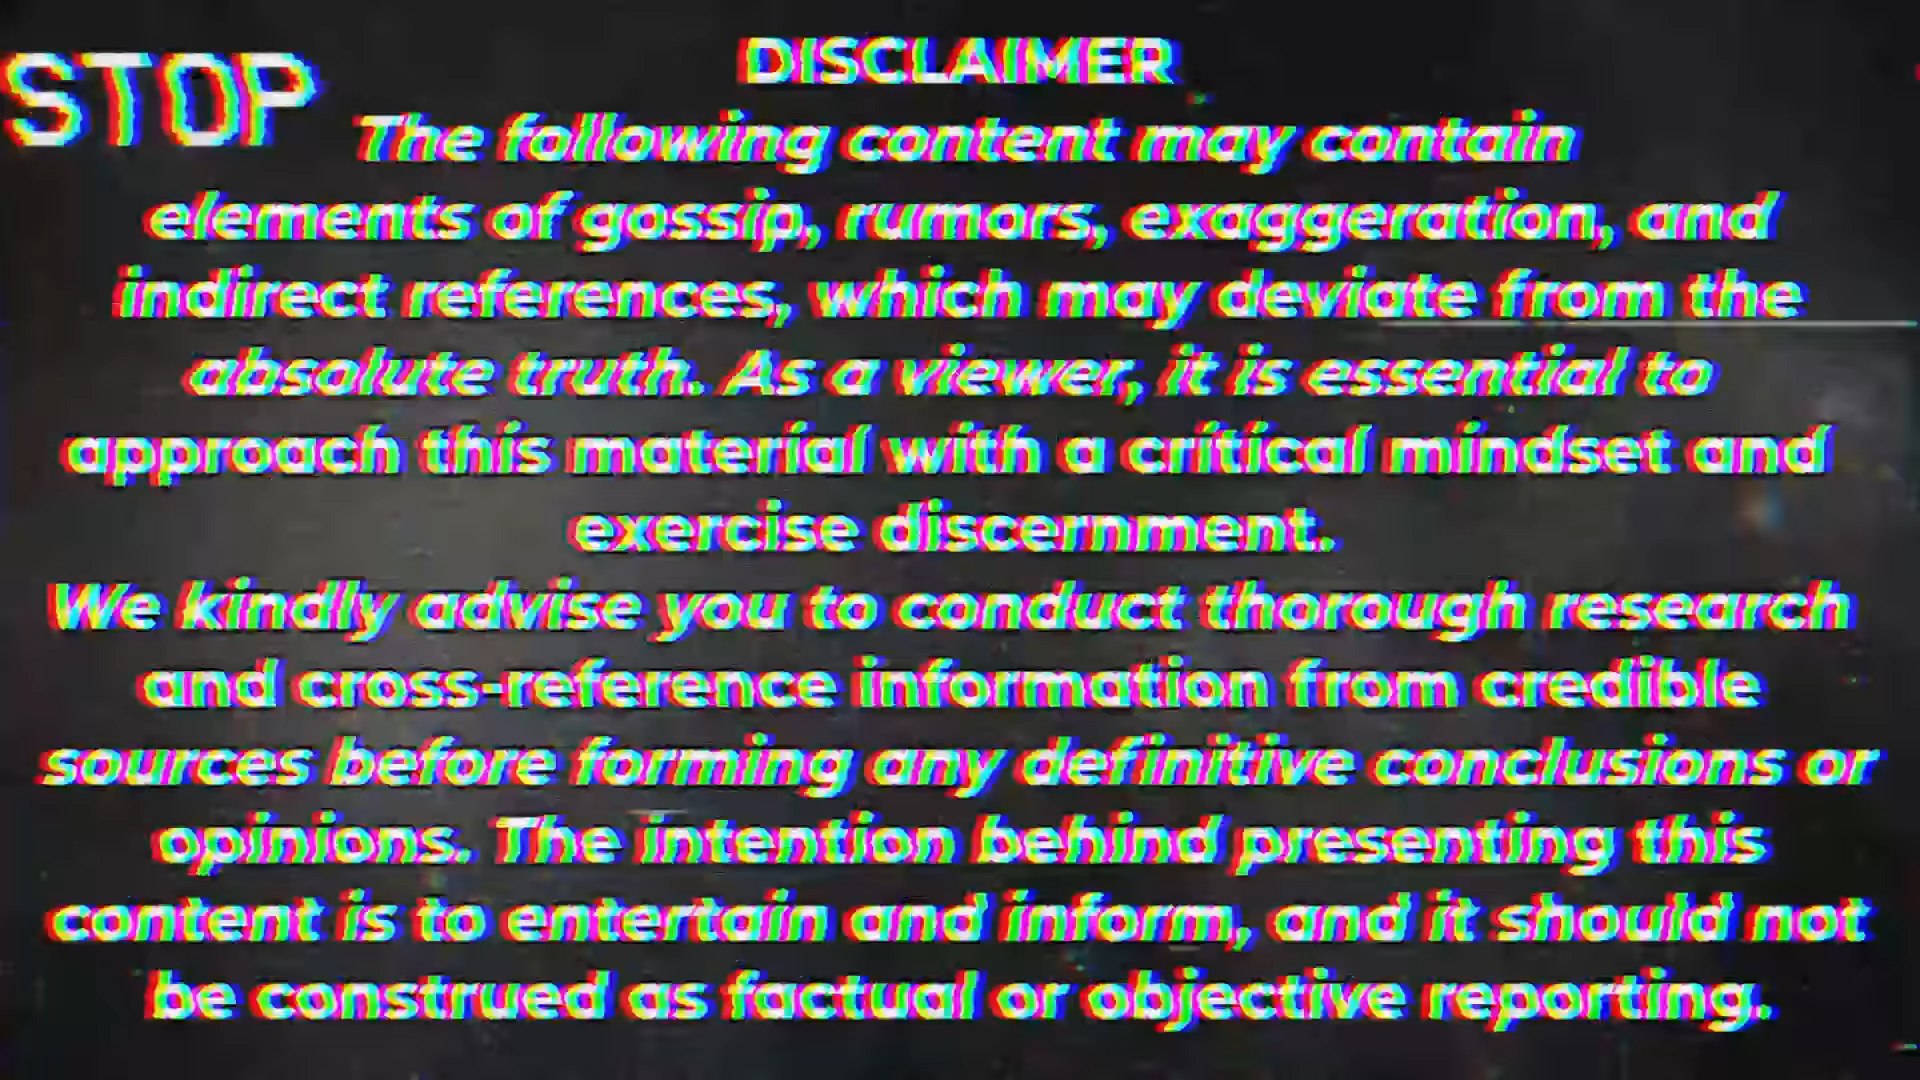 DISCLAIMER
STOP
The following content may contain
elements of gossip, rumors, exaggeration, and
indirect references, which may deviate from the
absolute truth. As a viewer, it is essential to
approach this material with a critical mindset and
exercise discernment.
We kindly advise you to conduct thorough research
and cross-reference information from credible
sources before forming any definitive conclusions or
opinions. The intention behind presenting this
content is to entertain and inform, and it should not
be construed as factual or objective reporting.